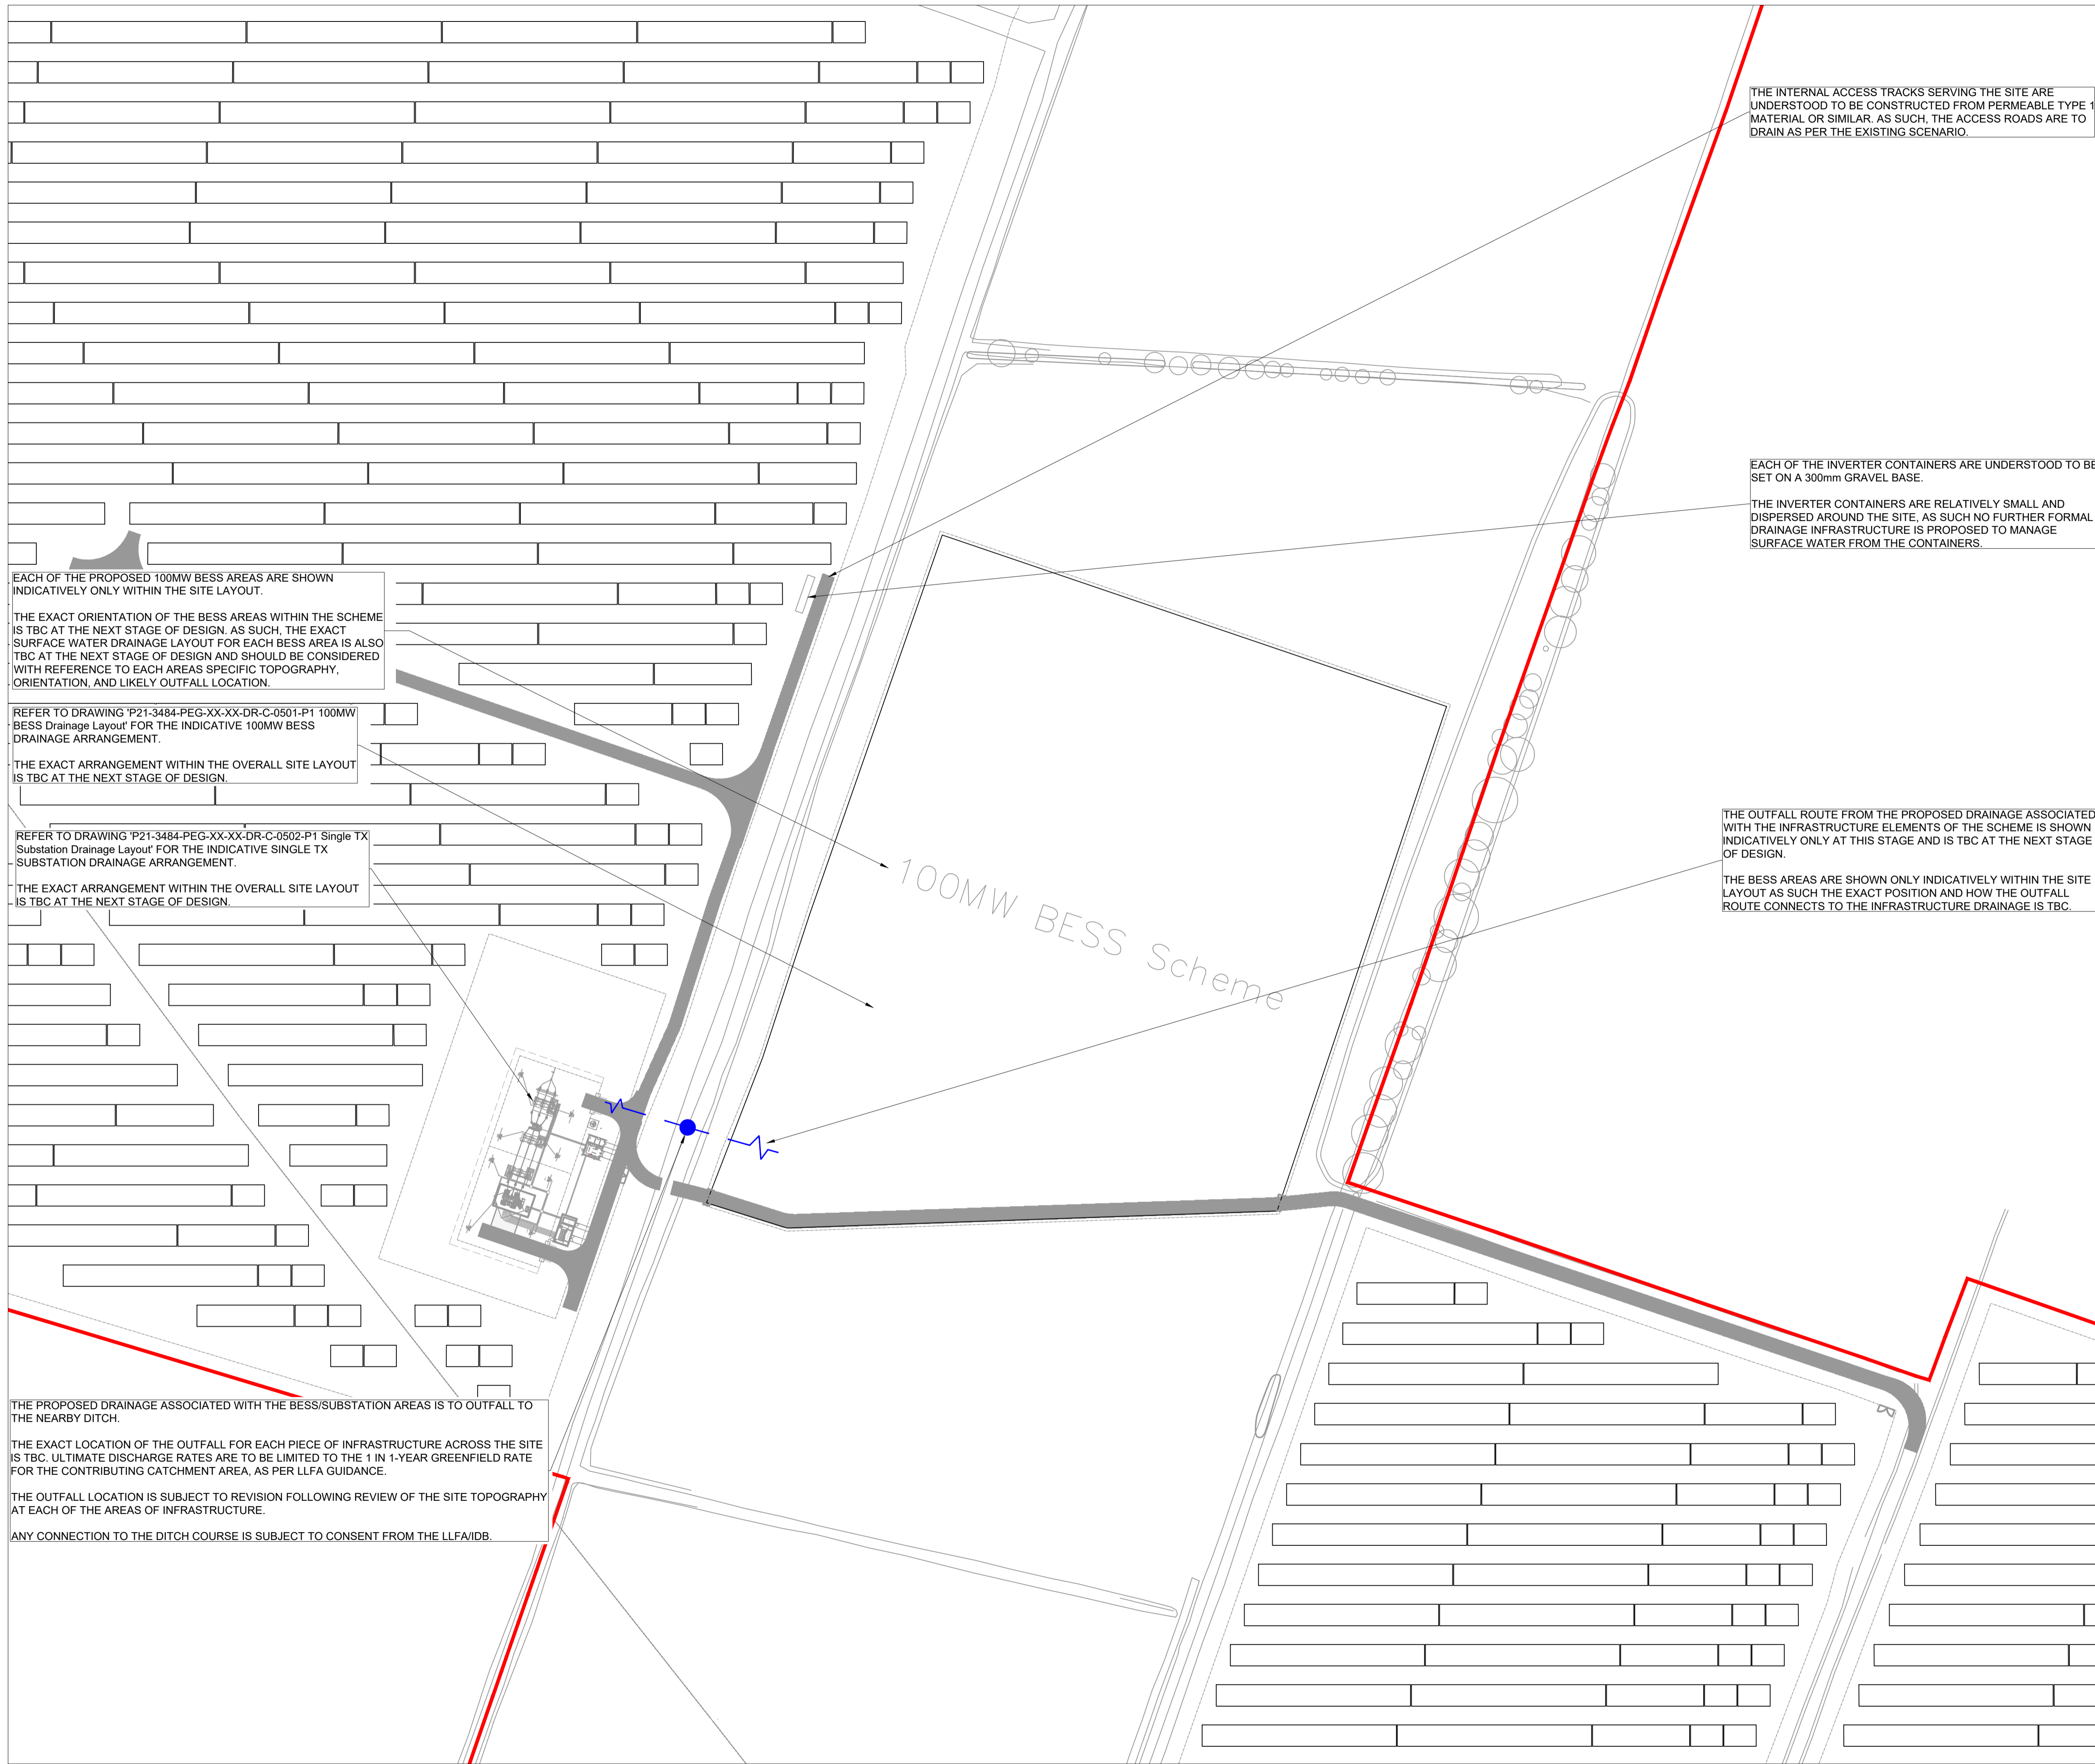 THE INTERNAL ACCESS TRACKS SERVING THE SITE ARE
UNDERSTOOD TO BE CONSTRUCTED FROM PERMEABLE TYPE 1
MATERIAL OR SIMILAR. AS SUCH, THE ACCESS ROADS ARE TO
DRAIN AS PER THE EXISTING SCENARIO.
EACH OF THE INVERTER CONTAINERS ARE UNDERSTOOD TO BE
SET ON A 300mm GRAVEL BASE.
THE INVERTER CONTAINERS ARE RELATIVELY SMALL AND
DISPERSED AROUND THE SITE, AS SUCH NO FURTHER FORMAL
DRAINAGE INFRASTRUCTURE IS PROPOSED TO MANAGE
SURFACE WATER FROM THE CONTAINERS.
EACH OF THE PROPOSED 100MW BESS AREAS ARE SHOWN
INDICATIVELY ONLY WITHIN THE SITE LAYOUT.
THE EXACT ORIENTATION OF THE BESS AREAS WITHIN THE SCHEME
IS TBC AT THE NEXT STAGE OF DESIGN. AS SUCH, THE EXACT
SURFACE WATER DRAINAGE LAYOUT FOR EACH BESS AREA IS ALSO
TBC AT THE NEXT STAGE OF DESIGN AND SHOULD BE CONSIDERED
WITH REFERENCE TO EACH AREAS SPECIFIC TOPOGRAPHY,
ORIENTATION, AND LIKELY OUTFALL LOCATION.
REFER TO DRAWING 'P21-3484-PEG-XX-XX-DR-C-0501-P1 100MW
BESS Drainage Layout' FOR THE INDICATIVE 100MW BESS
DRAINAGE ARRANGEMENT.
THE EXACT ARRANGEMENT WITHIN THE OVERALL SITE LAYOUT
IS TBC AT THE NEXT STAGE OF DESIGN.
REFER TO DRAWING 'P21-3484-PEG-XX-XX-DR-C-0502-P1 Single TX
Substation Drainage Layout' FOR THE INDICATIVE SINGLE TX
SUBSTATION DRAINAGE ARRANGEMENT.
THE EXACT ARRANGEMENT WITHIN THE OVERALL SITE LAYOUT
IS TBC AT THE NEXT STAGE OF DESIGN.
100MW BESS Scheme
THE OUTFALL ROUTE FROM THE PROPOSED DRAINAGE ASSOCIATED
WITH THE INFRASTRUCTURE ELEMENTS OF THE SCHEME IS SHOWN
INDICATIVELY ONLY AT THIS STAGE AND IS TBC AT THE NEXT STAGE
OF DESIGN.
THE BESS AREAS ARE SHOWN ONLY INDICATIVELY WITHIN THE SITE
LAYOUT AS SUCH THE EXACT POSITION AND HOW THE OUTFALL
ROUTE CONNECTS TO THE INFRASTRUCTURE DRAINAGE IS TBC.
THE PROPOSED DRAINAGE ASSOCIATED WITH THE BESS/SUBSTATION AREAS IS TO OUTFALL TO
THE NEARBY DITCH.
THE EXACT LOCATION OF THE OUTFALL FOR EACH PIECE OF INFRASTRUCTURE ACROSS THE SITE
IS TBC. ULTIMATE DISCHARGE RATES ARE TO BE LIMITED TO THE 1 IN 1-YEAR GREENFIELD RATE
FOR THE CONTRIBUTING CATCHMENT AREA, AS PER LLFA GUIDANCE.
THE OUTFALL LOCATION IS SUBJECT TO REVISION FOLLOWING REVIEW OF THE SITE TOPOGRAPHY
AT EACH OF THE AREAS OF INFRASTRUCTURE.
ANY CONNECTION TO THE DITCH COURSE IS SUBJECT TO CONSENT FROM THE LLFA/IDB.